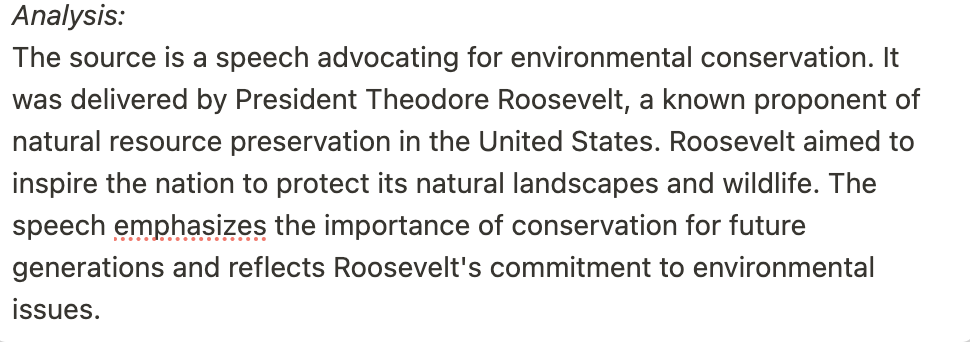 Analysis:
The source is a speech advocating for environmental conservation. It
was delivered by President Theodore Roosevelt, a known proponent of
natural resource preservation in the United States. Roosevelt aimed to
inspire the nation to protect its natural landscapes and wildlife. The
speech emphasizes the importance of conservation for future
generations and reflects Roosevelt's commitment to environmental
issues.